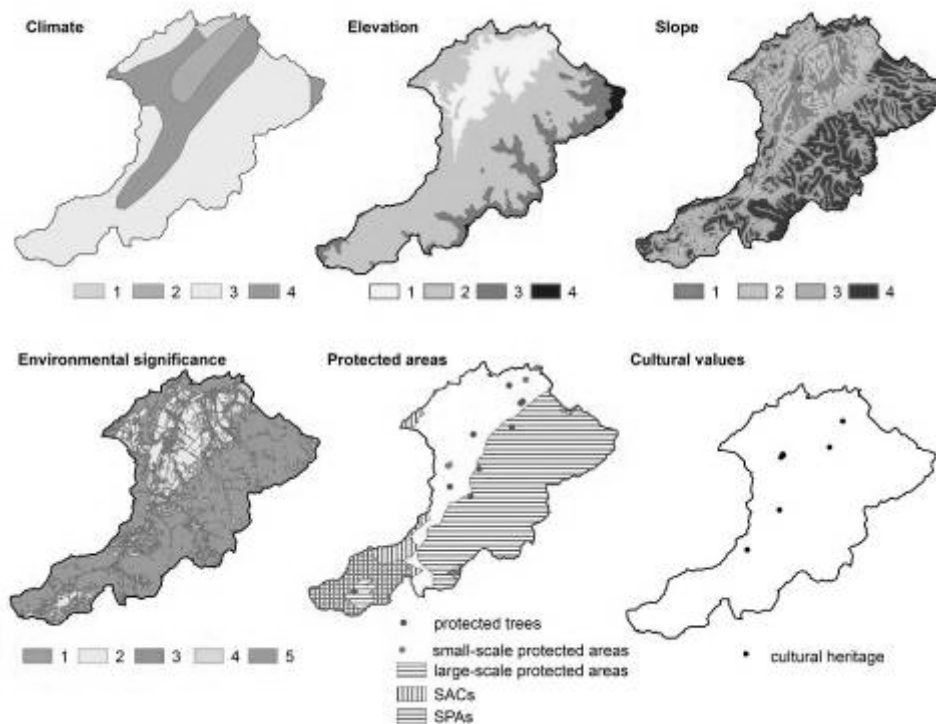 Climate
Elevation
Slope
1 2 3 4
1 2 3 4
1 2 3 4
Environmental significance
Protected areas
Cultural values
1 2 3 4 5
protected trees
small-scale protected areas
large-scale protected areas
SACs
SPAs
cultural heritage